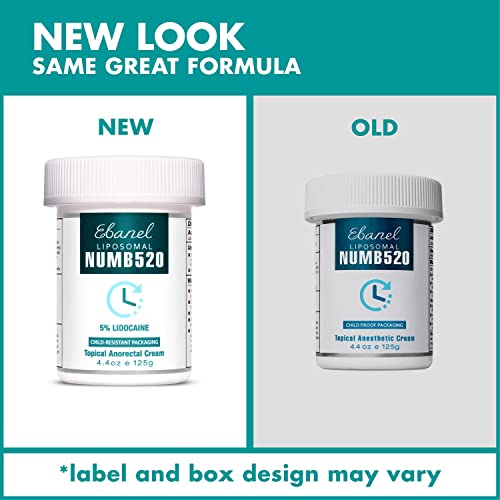 NEW LOOK
SAME GREAT FORMULA
NEW
OLD
Ebanel
LIPOSOMAL
NUMB520
5% LIDOCAINE
CHILD-RESISTANT PACKAGING
Topical Anorectal Cream
4.4oz e 125g
Ebanel
LIPOSOMAL
NUMB520
CHILD PROOF PACKAGING
Topical Anesthetic Cream
4.4 oz e 125g
*label and box design may vary